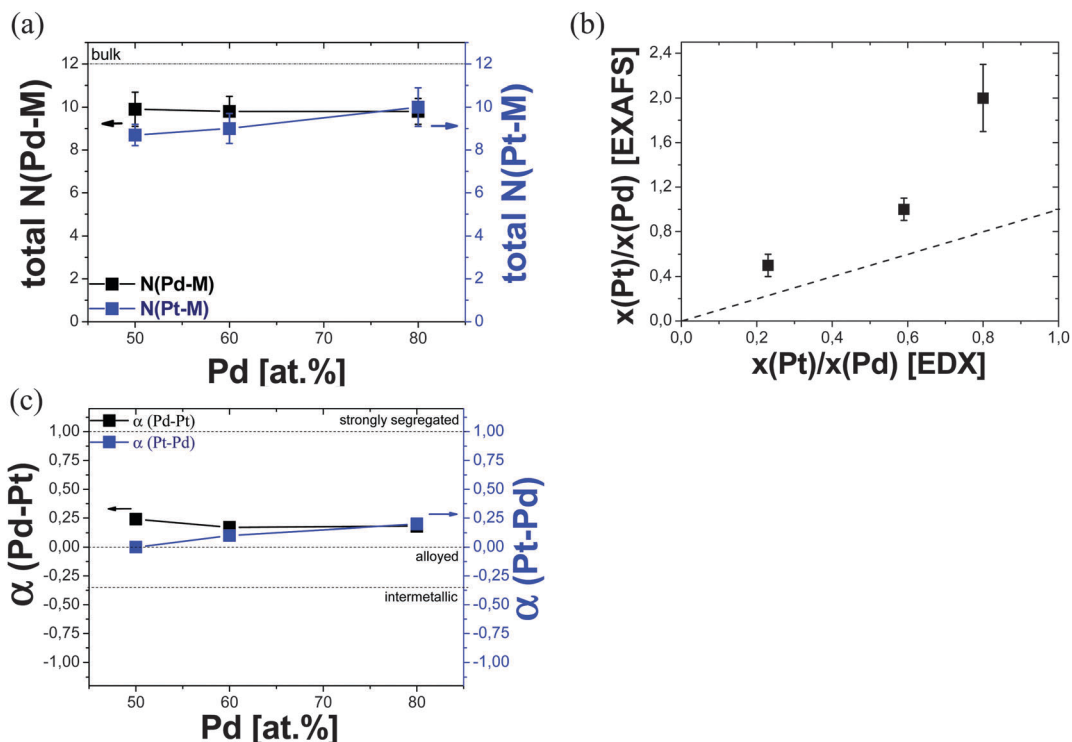 (a)
bulk
12
10
8
6
4
2
0
total N(Pd-M)
N(Pd-M)
N(Pt-M)
50
60
70
80
Pd [at.%]
12
10
8
6
4
2
0
total N(Pt-M)
(b)
2,4
2,0
1,6
1,2
0,8
0,4
0,0
x(Pt)/x(Pd) [EXAFS]
0,0
0,2
0,4
0,6
0,8
1,0
x(Pt)/x(Pd) [EDX]
(c)
α (Pd-Pt)
α (Pt-Pd)
strongly segregated
alloyed
intermetallic
1,00
0,75
0,50
0,25
0,00
-0,25
-0,50
-0,75
-1,00
α (Pd-Pt)
50
60
70
80
Pd [at.%]
1,00
0,75
0,50
0,25
0,00
-0,25
-0,50
-0,75
-1,00
α (Pt-Pd)